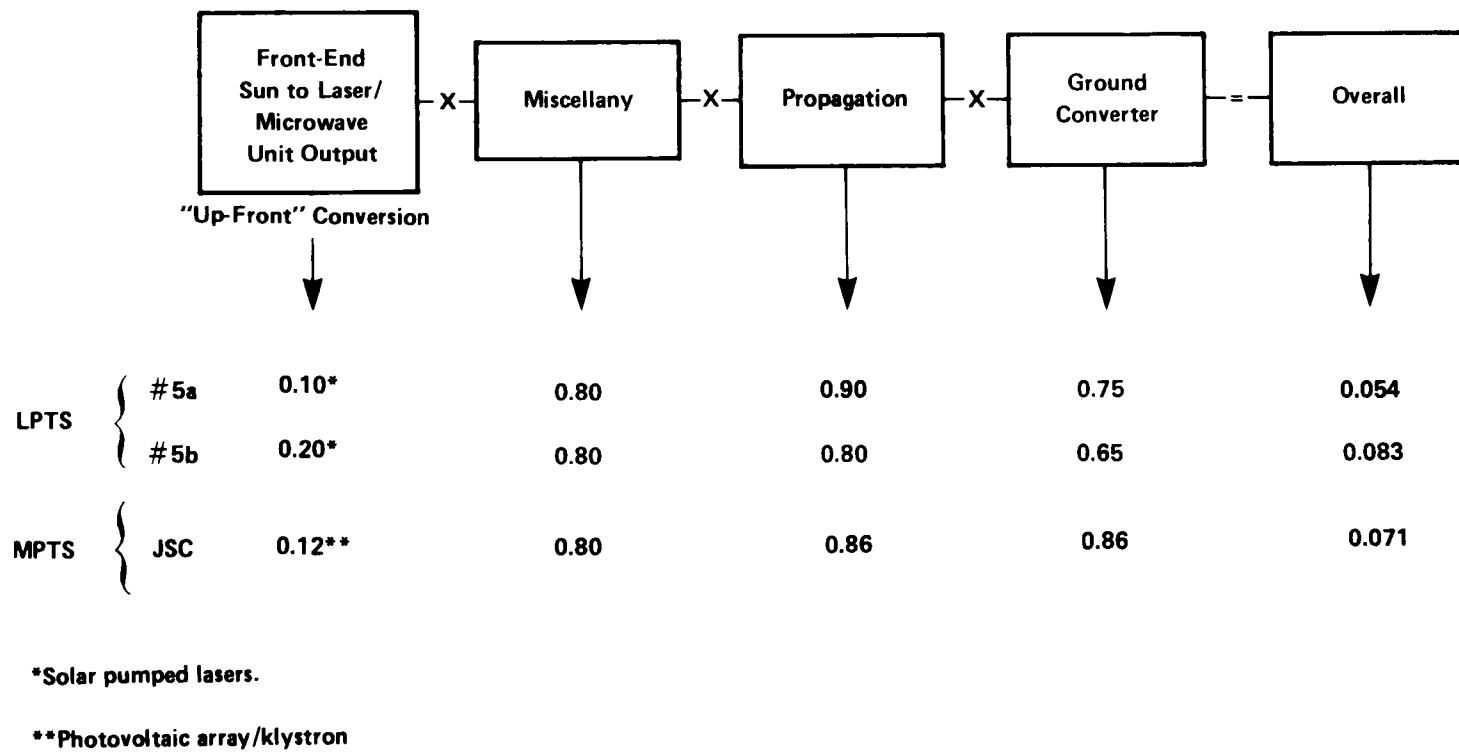 Front-End
Sun to Laser/
Microwave
Unit Output
X
Miscellany
X
Propagation
X
Ground
Converter
=
Overall
"Up-Front" Conversion
LPTS
#5a 0.10* 0.80 0.90 0.75 0.054
#5b 0.20* 0.80 0.80 0.65 0.083
MPTS JSC 0.12** 0.80 0.86 0.86 0.071
*Solar pumped lasers.
**Photovoltaic array/klystron